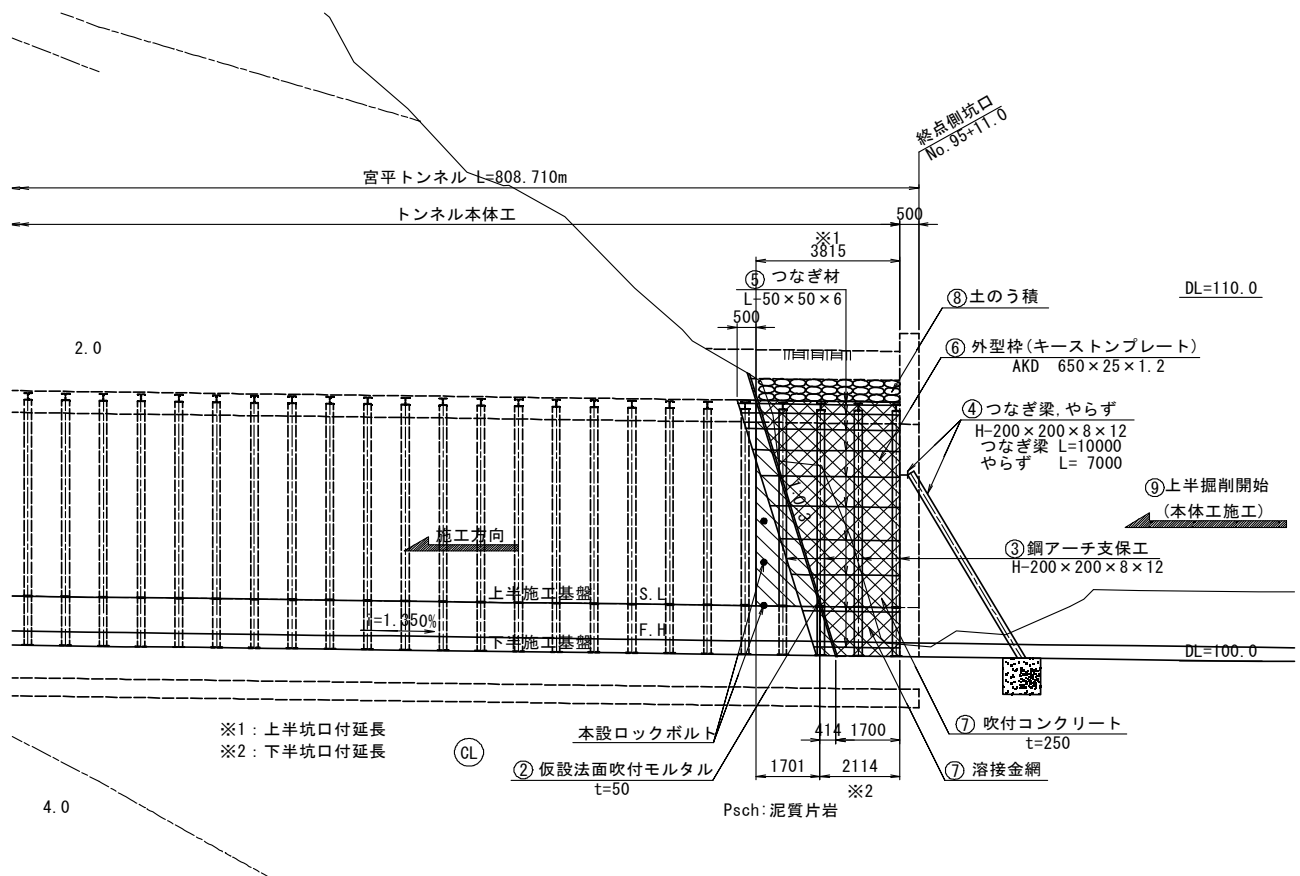 終点側坑口
No.95+11.0
宮平トンネル L=808.710m
トンネル本体工
500
※1
3815
⑤ つなぎ材
L-50×50×6
⑧土のう積
DL=110.0
500
2.0
⑥ 外型枠(キーストンプレート)
AKD 650×25×1.2
④つなぎ梁,やらず
H-200×200×8×12
つなぎ梁 L=10000
やらず L= 7000
⑨上半掘削開始
(本体工施工)
1:0.3
施工方向
③鋼アーチ支保工
H-200×200×8×12
上半施工基盤
S.L
i=1.350%
F.H
下半施工基盤
DL=100.0
※1:上半坑口付延長
※2:下半坑口付延長
CL
本設ロックボルト
414
1700
⑦ 吹付コンクリート
t=250
②仮設法面吹付モルタル
t=50
1701
2114
⑦ 溶接金網
※2
Psch:泥質片岩
4.0